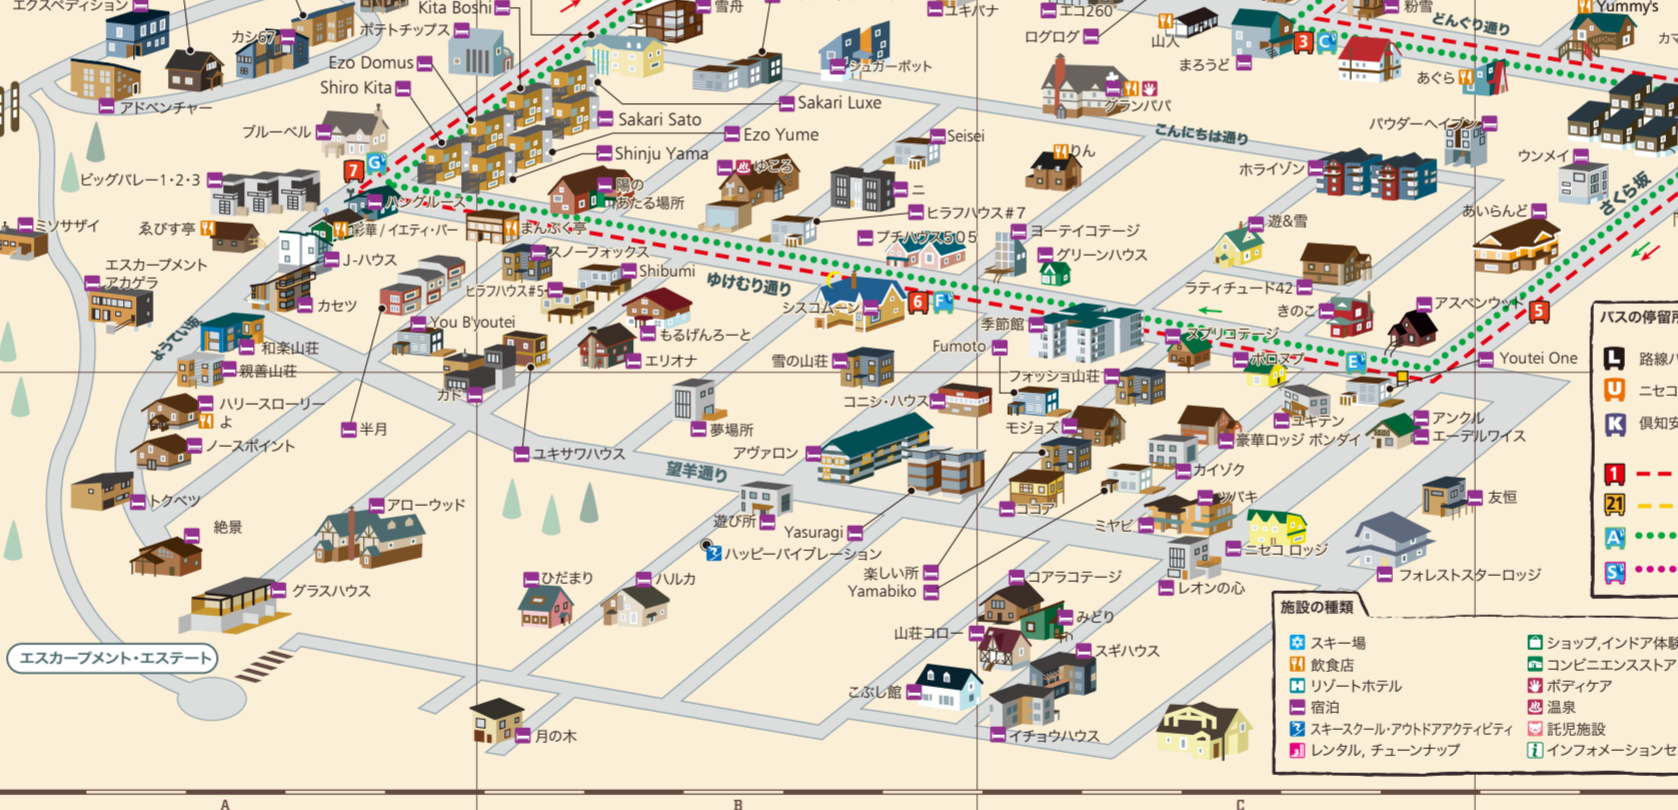 エクスペディション
Kita Boshi
雪舟
ユキバナ
エコ260
粉雪
Yummy's
カシ67
ポテトチップス
ログログ
山人
どんぐり通り
3
C
まろうど
Ezo Domus
シュガーポット
あぐら
Shiro Kita
アドベンチャー
Sakari Luxe
グランパパ
ブルーベル
Sakari Sato
Ezo Yume
Seisei
こんにちは通り
パウダーヘイブン
Shinju Yama
りん
7
G
ゆころ
ホライゾン
ウンメイ
ビッグバレー1・2・3
陽の
あたる場所
ニ
さくら坂
ハングルース
ヒラフハウス#7
あいらんど
ミソサザイ
ゑびす亭
彩華 / イエティ・バー
まんぷく亭
プチハウス505
ヨーテイコテージ
遊&雪
J-ハウス
スノーフォックス
グリーンハウス
エスカープメント
アカゲラ
Shibumi
ゆけむり通り
ラティチュード42
ヒラフハウス#5
カセツ
シスコムーン
6
F
きのこ
アスペンウッド
5
バスの停留所
ようてい坂
You B'youtei
もるげんろーと
季節館
スプリコテージ
和楽山荘
Fumoto
エリオナ
雪の山荘
ポロヌプ
E
Youtei One
路線バ
親善山荘
フォッショ山荘
ニセコ
カド
コニシ・ハウス
ハリースローリー
よ
半月
夢場所
モジョズ
ユキテン
アンクル
倶知安
ノースポイント
豪華ロッジ ボンダイ
エーデルワイス
ユキサワハウス
アヴァロン
望羊通り
カイゾク
1
トクベツ
アローウッド
ココア
ツバキ
友恒
21
絶景
遊び所
Yasuragi
ミヤビ
A
ハッピーバイブレーション
ニセコ ロッジ
グラスハウス
ひだまり
ハルカ
楽しい所
Yamabiko
コアラコテージ
レオンの心
フォレストスターロッジ
S
みどり
施設の種類
山荘コロー
スギハウス
スキー場
ショップ,インドア体験
エスカープメント・エステート
飲食店
コンビニエンスストア
リゾートホテル
ボディケア
こぶし館
宿泊
温泉
月の木
イチョウハウス
スキースクール・アウトドアアクティビティ
託児施設
レンタル, チューンナップ
インフォメーションセ
A
B
C